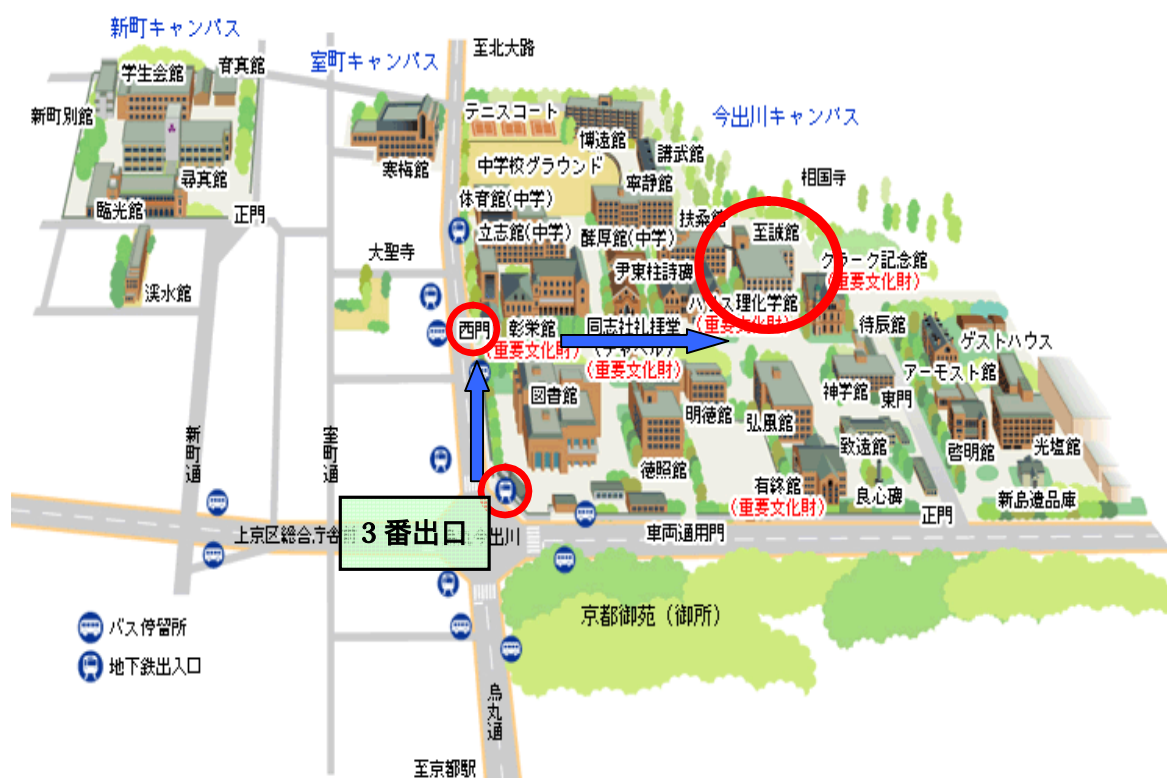 新町キャンパス
室町キャンパス
至北大路
今出川キャンパス
学生会館
育真館
新町別館
尋真館
臨光館
正門
渓水館
寒梅館
大聖寺
テニスコート
博遠館
講武館
中学校グラウンド
寧静館
相国寺
体育館(中学)
扶桑館
立志館(中学)
致厚館(中学)
至誠館
尹東柱詩碑
クラーク記念館
(重要文化財)
ハリス理化学館
(重要文化財)
西門
彰栄館
(重要文化財)
同志社礼拝堂
(チャペル)
(重要文化財)
待辰館
ゲストハウス
アーモスト館
図書館
明徳館
弘風館
神学館
東門
致遠館
啓明館
光塩館
徳照館
有終館
(重要文化財)
良心碑
新島遺品庫
正門
新町通
室町通
上京区総合庁舎前
3番出口
今出川
車両通用門
京都御苑(御所)
バス停留所
地下鉄出入口
烏丸通
至京都駅